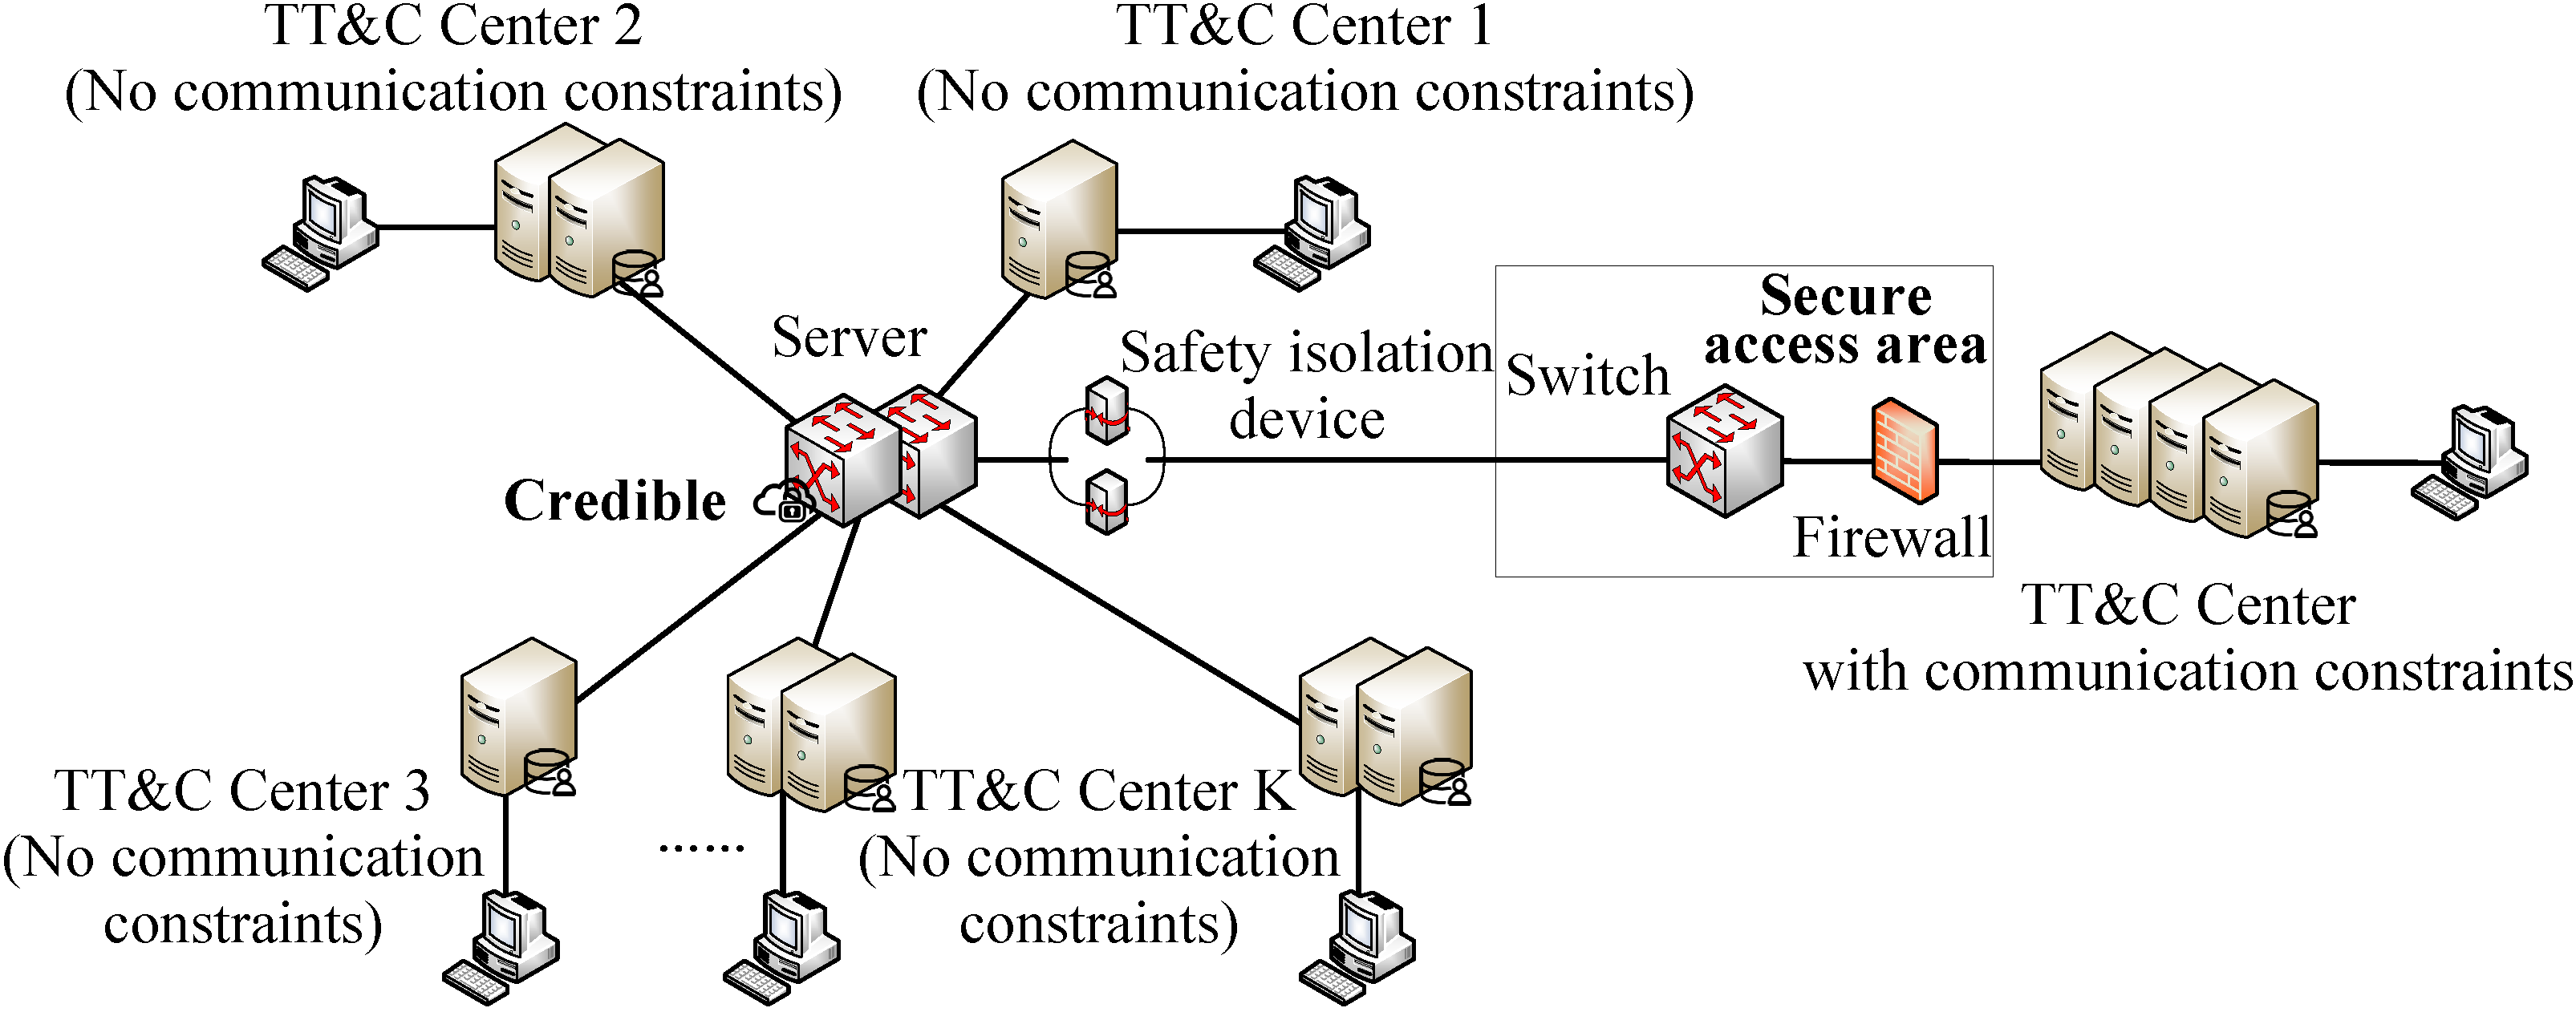 TT&C Center 2
(No communication constraints)
TT&C Center 1
(No communication constraints)
Server
Credible
Safety isolation
device
Switch
Secure
access area
Firewall
TT&C Center
with communication constraints
TT&C Center 3
(No communication
constraints)
......
TT&C Center K
(No communication
constraints)